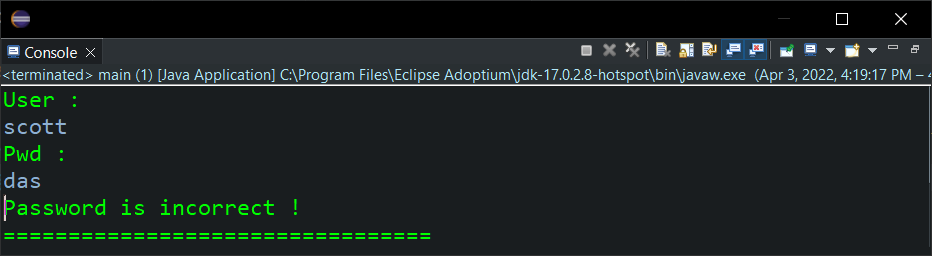 Console
<terminated> main (1) [Java Application] C:\Program Files\Eclipse Adoptium\jdk-17.0.2.8-hotspot\bin\javaw.exe (Apr 3, 2022, 4:19:17 PM – 4
User :
scott
Pwd :
das
Password is incorrect !
=================================